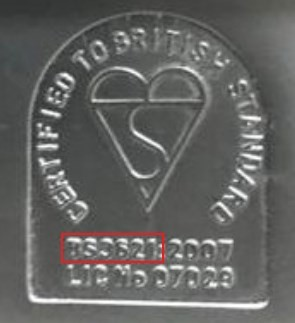 CERTIFIED TO BRITISH STANDARD
BS3621:2007
LIC No 07029